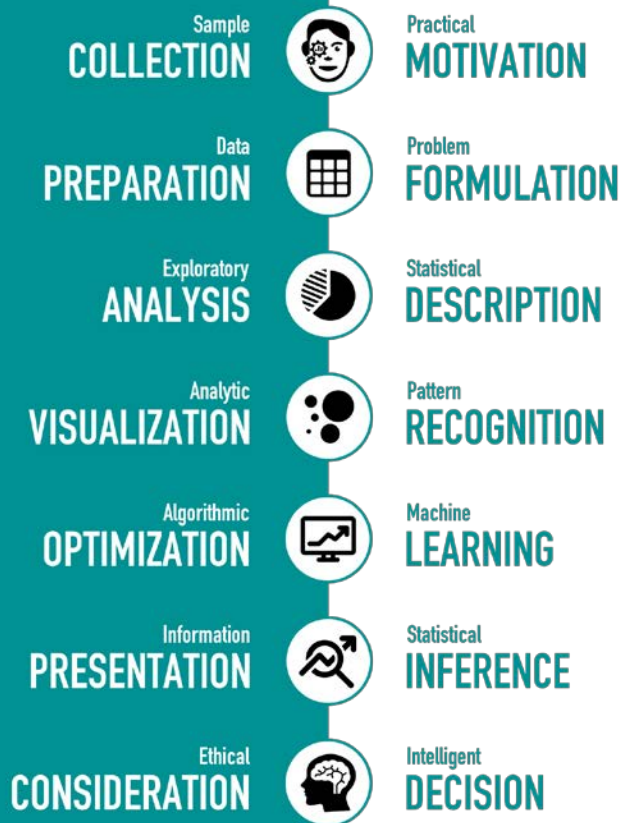 Sample
COLLECTION
Practical
MOTIVATION
Data
PREPARATION
Problem
FORMULATION
Exploratory
ANALYSIS
Statistical
DESCRIPTION
Analytic
VISUALIZATION
Pattern
RECOGNITION
Algorithmic
OPTIMIZATION
Machine
LEARNING
Information
PRESENTATION
Statistical
INFERENCE
Ethical
CONSIDERATION
Intelligent
DECISION